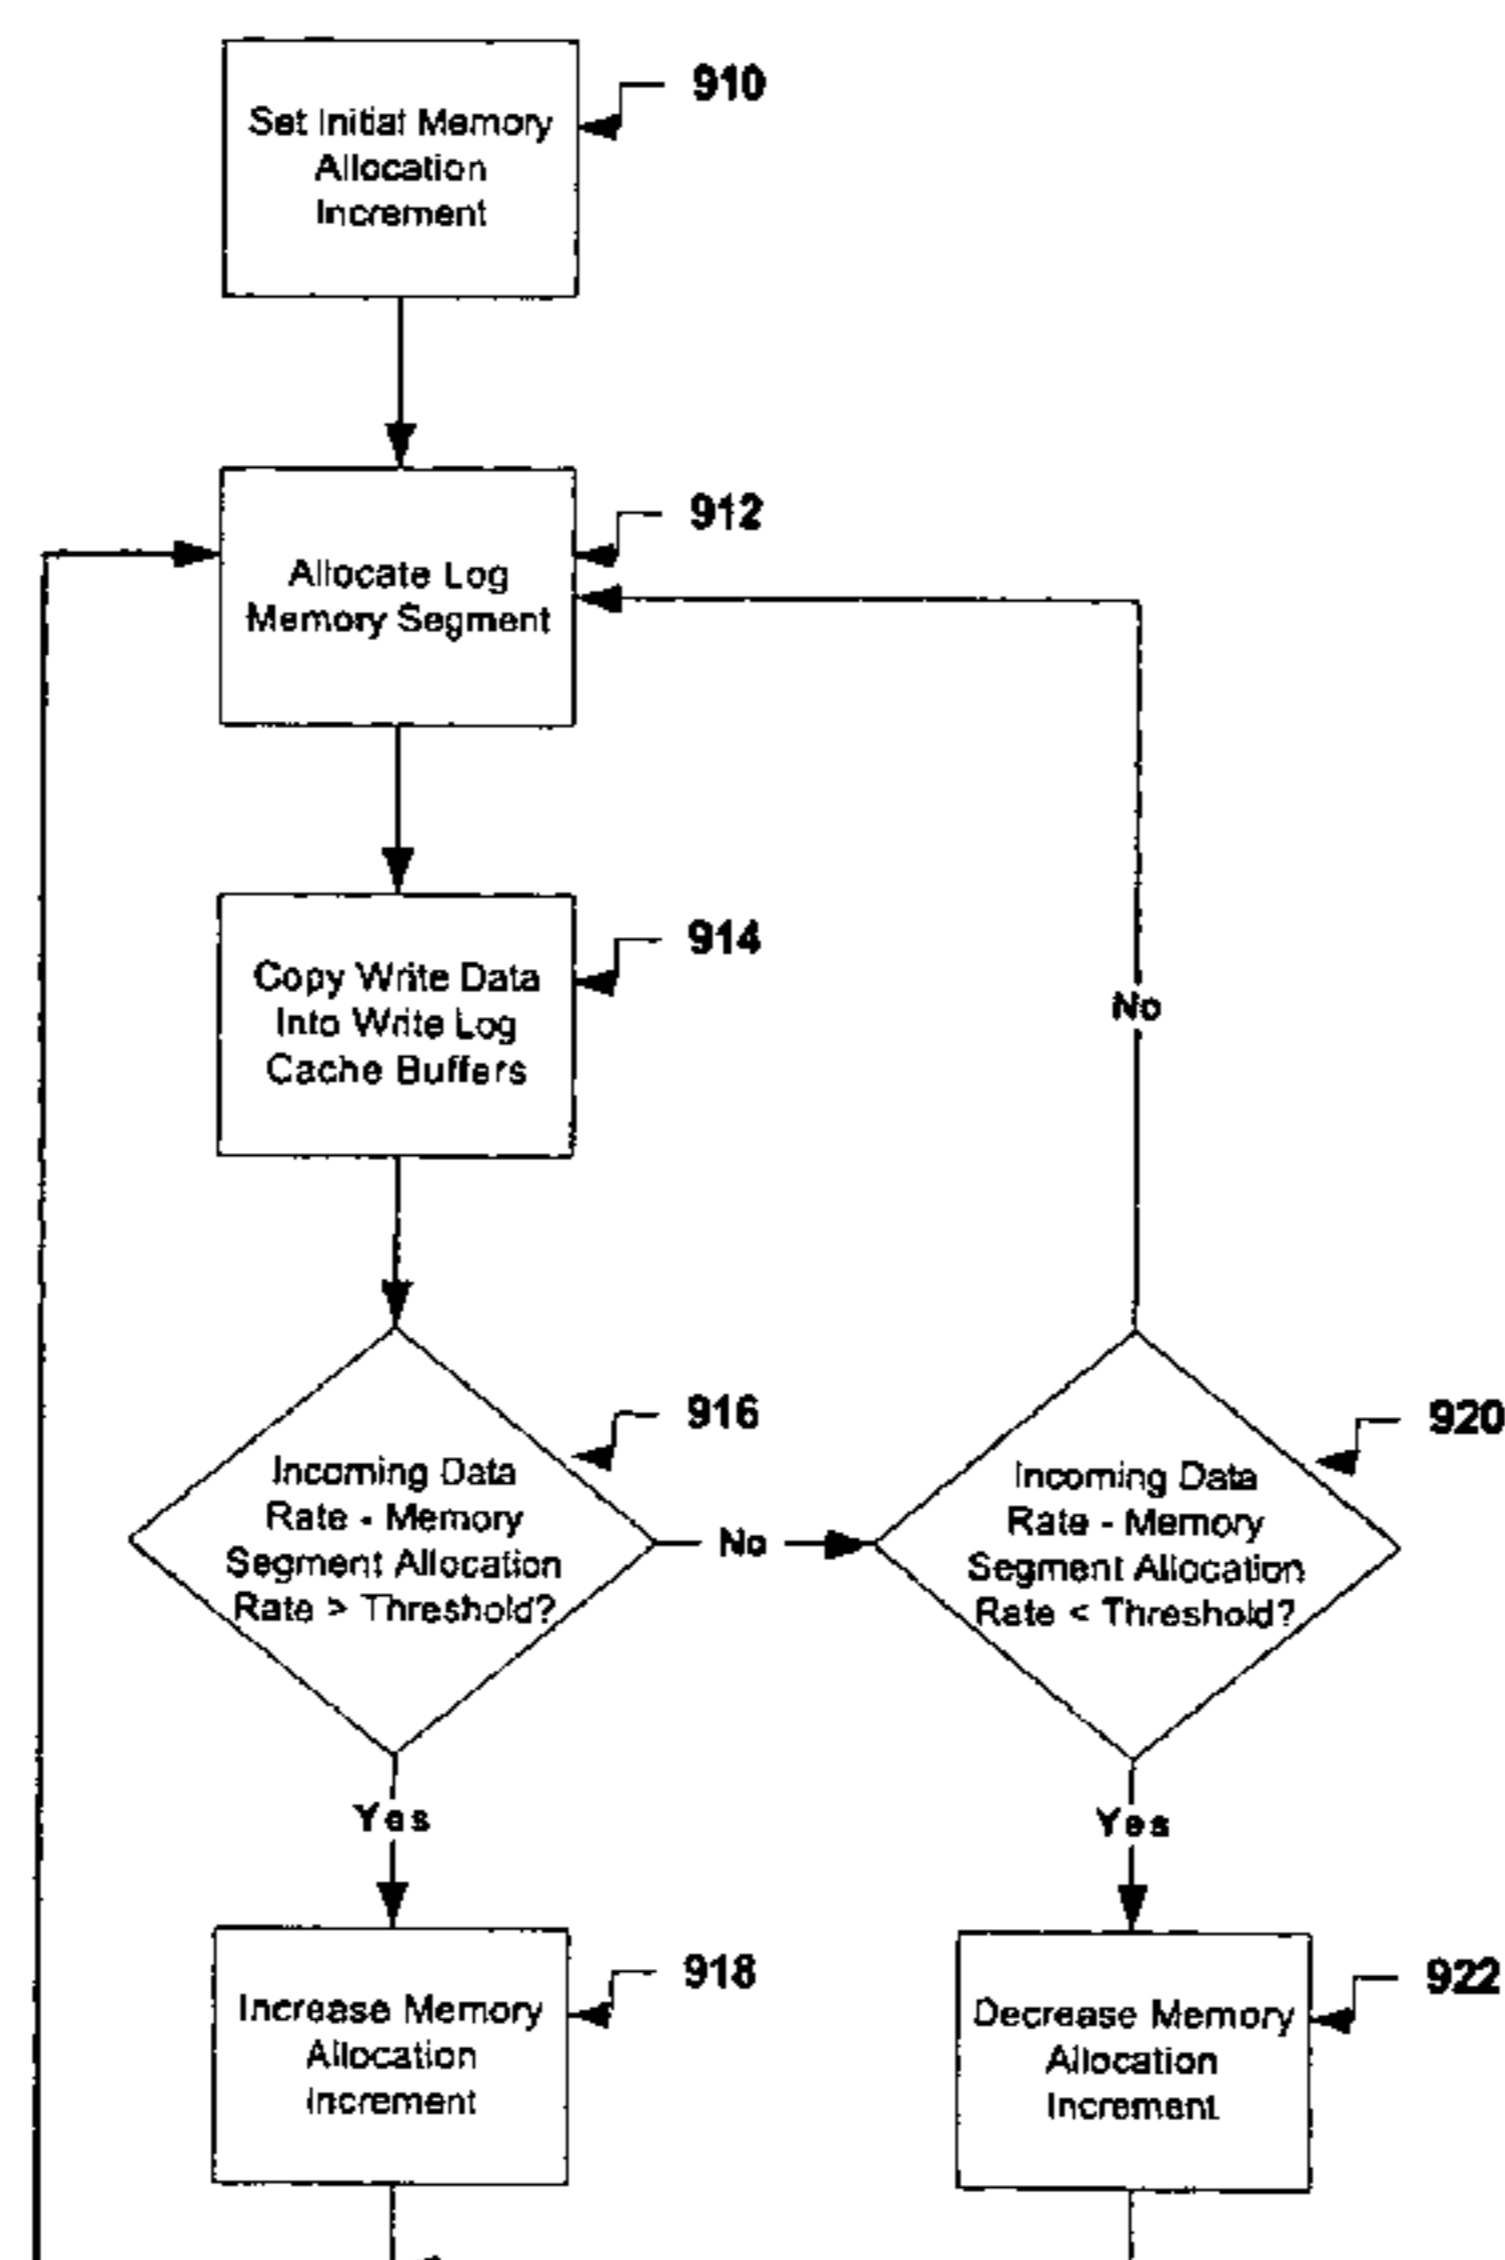 910
Set Initial Memory
Allocation
Increment
912
Allocate Log
Memory Segment
914
Copy Write Data
Into Write Log
Cache Buffers
No
916
Incoming Data
Rate - Memory
Segment Allocation
Rate > Threshold?
No
920
Incoming Data
Rate - Memory
Segment Allocation
Rate < Threshold?
Yes
Yes
918
Increase Memory
Allocation
Increment
922
Decrease Memory
Allocation
Increment